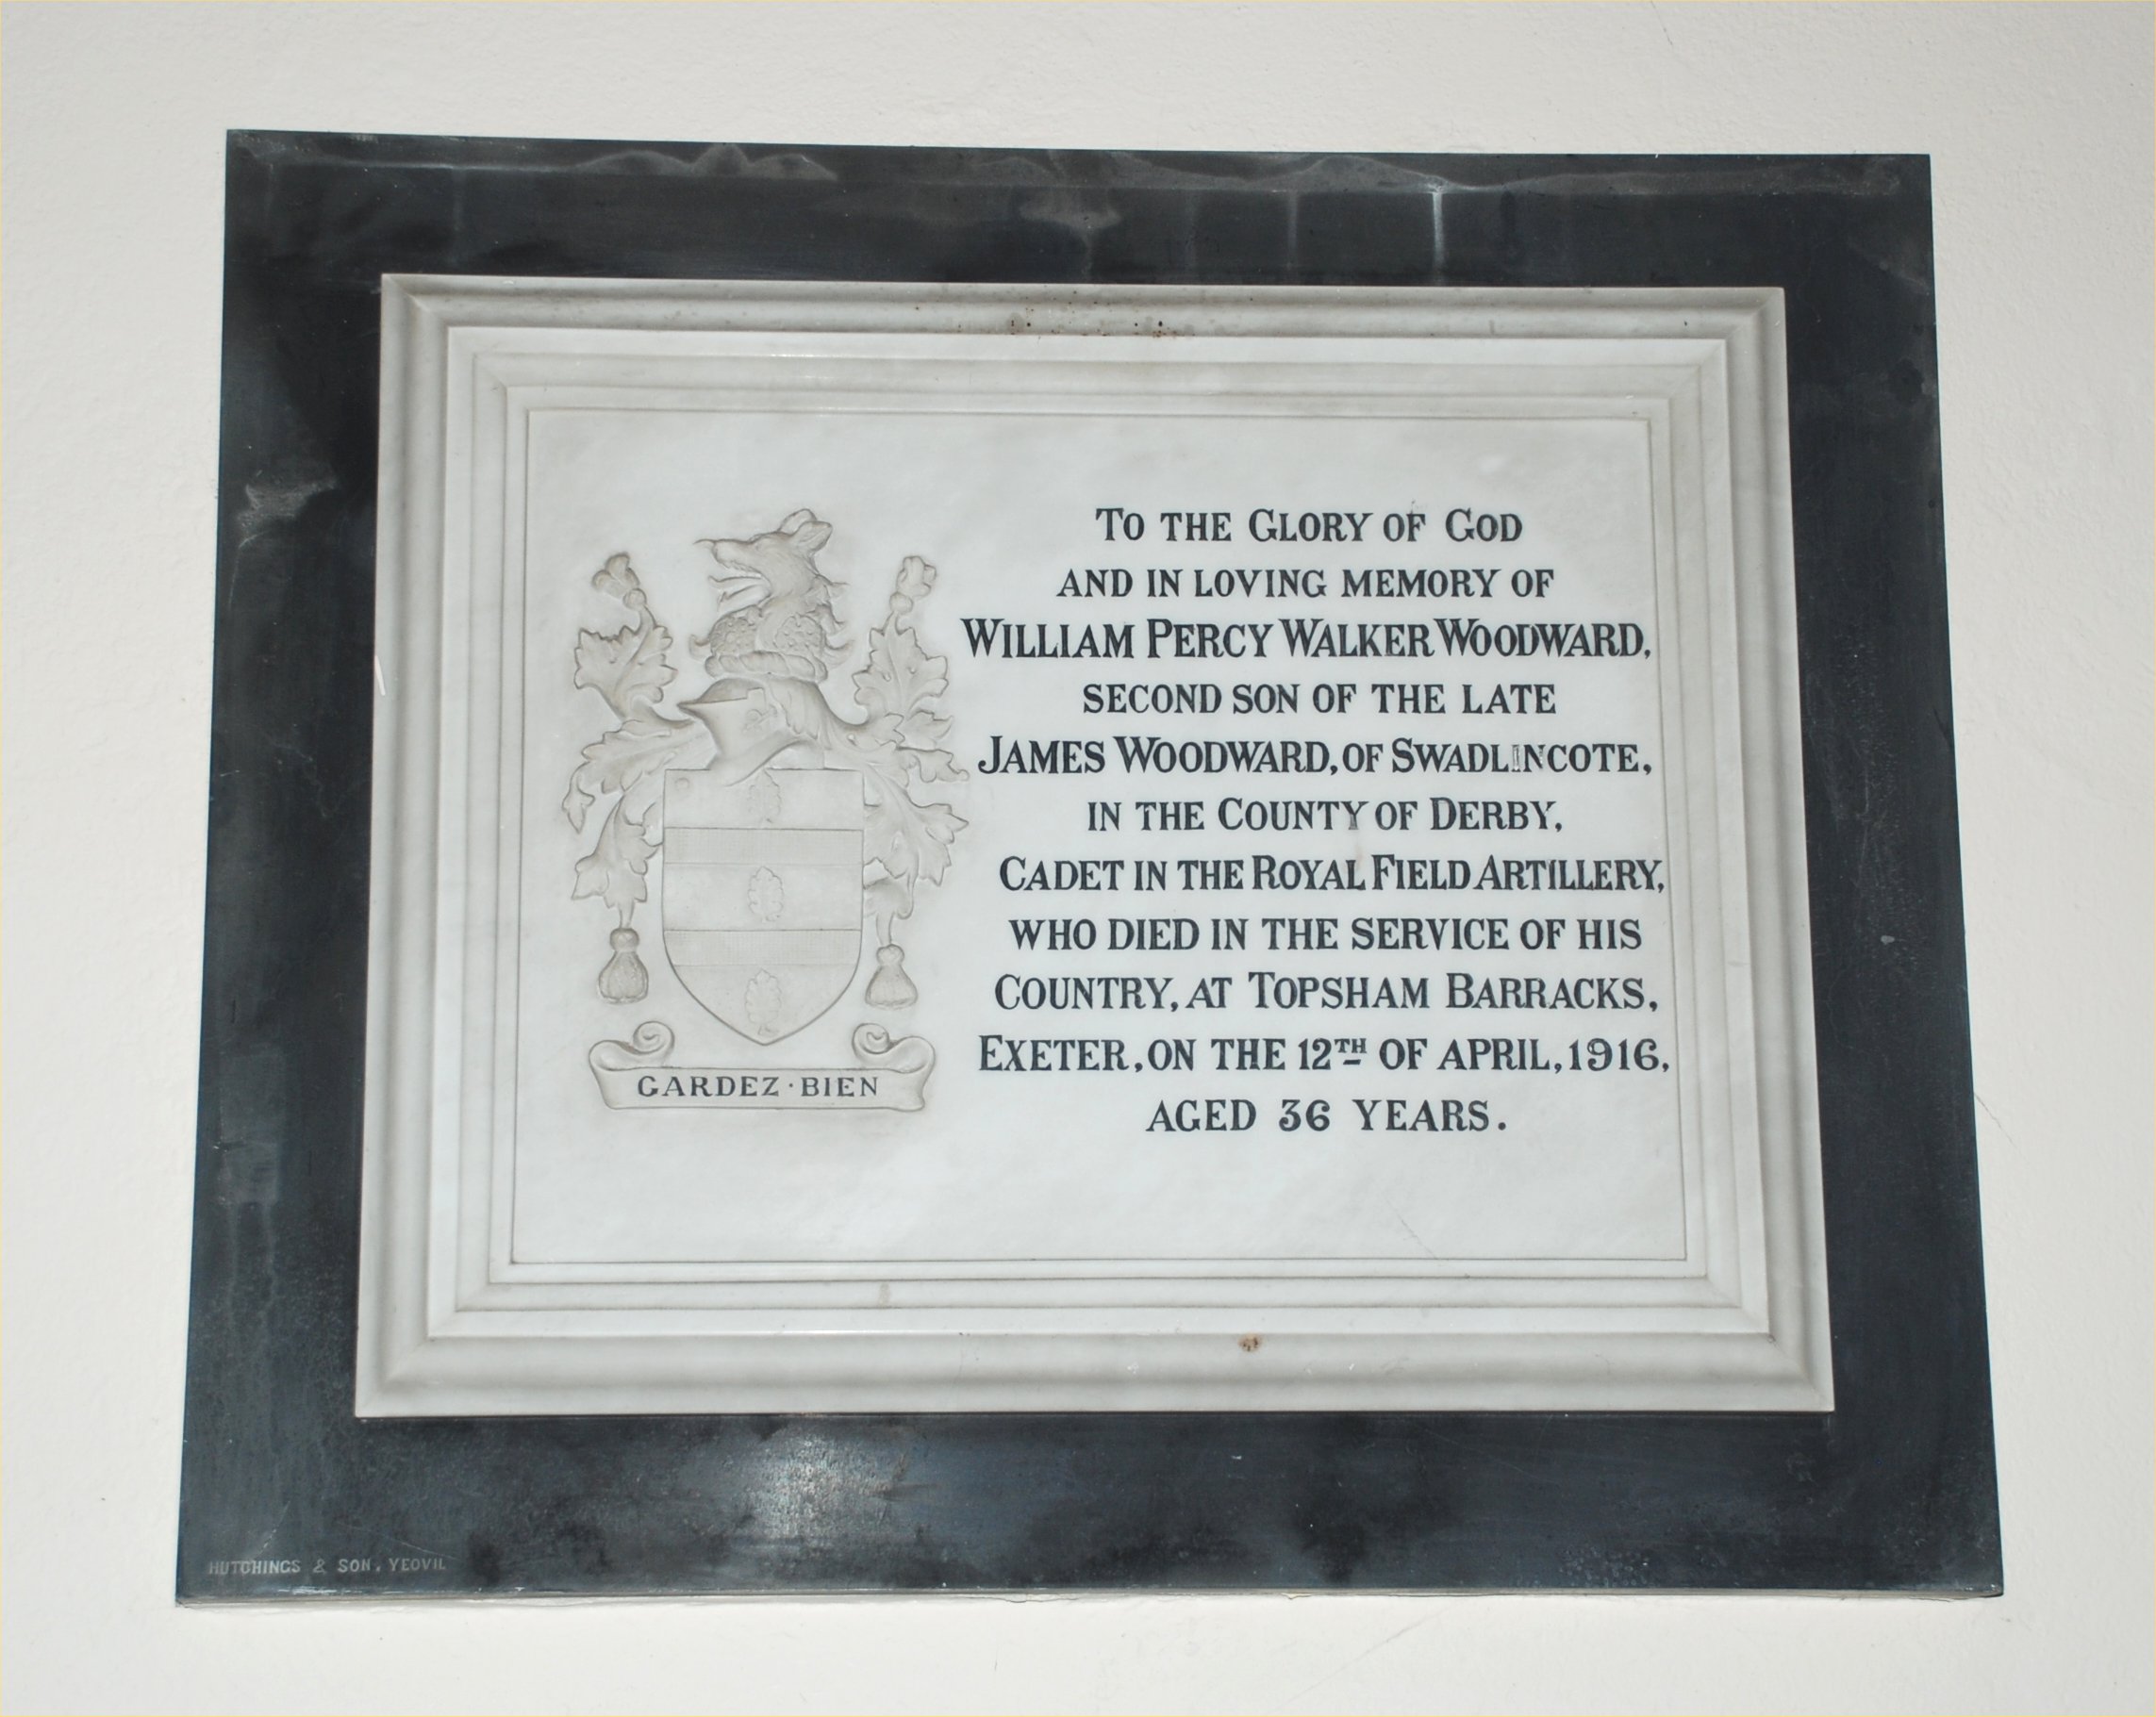 To the Glory of God
and in loving memory of
William Percy Walker Woodward,
second son of the late
James Woodward, of Swadlincote,
in the County of Derby,
Cadet in the Royal Field Artillery,
who died in the service of his
Country, at Topsham Barracks,
Exeter, on the 12th of April, 1916,
aged 36 years.
GARDEZ · BIEN
HUTCHINGS & SON, YEOVIL